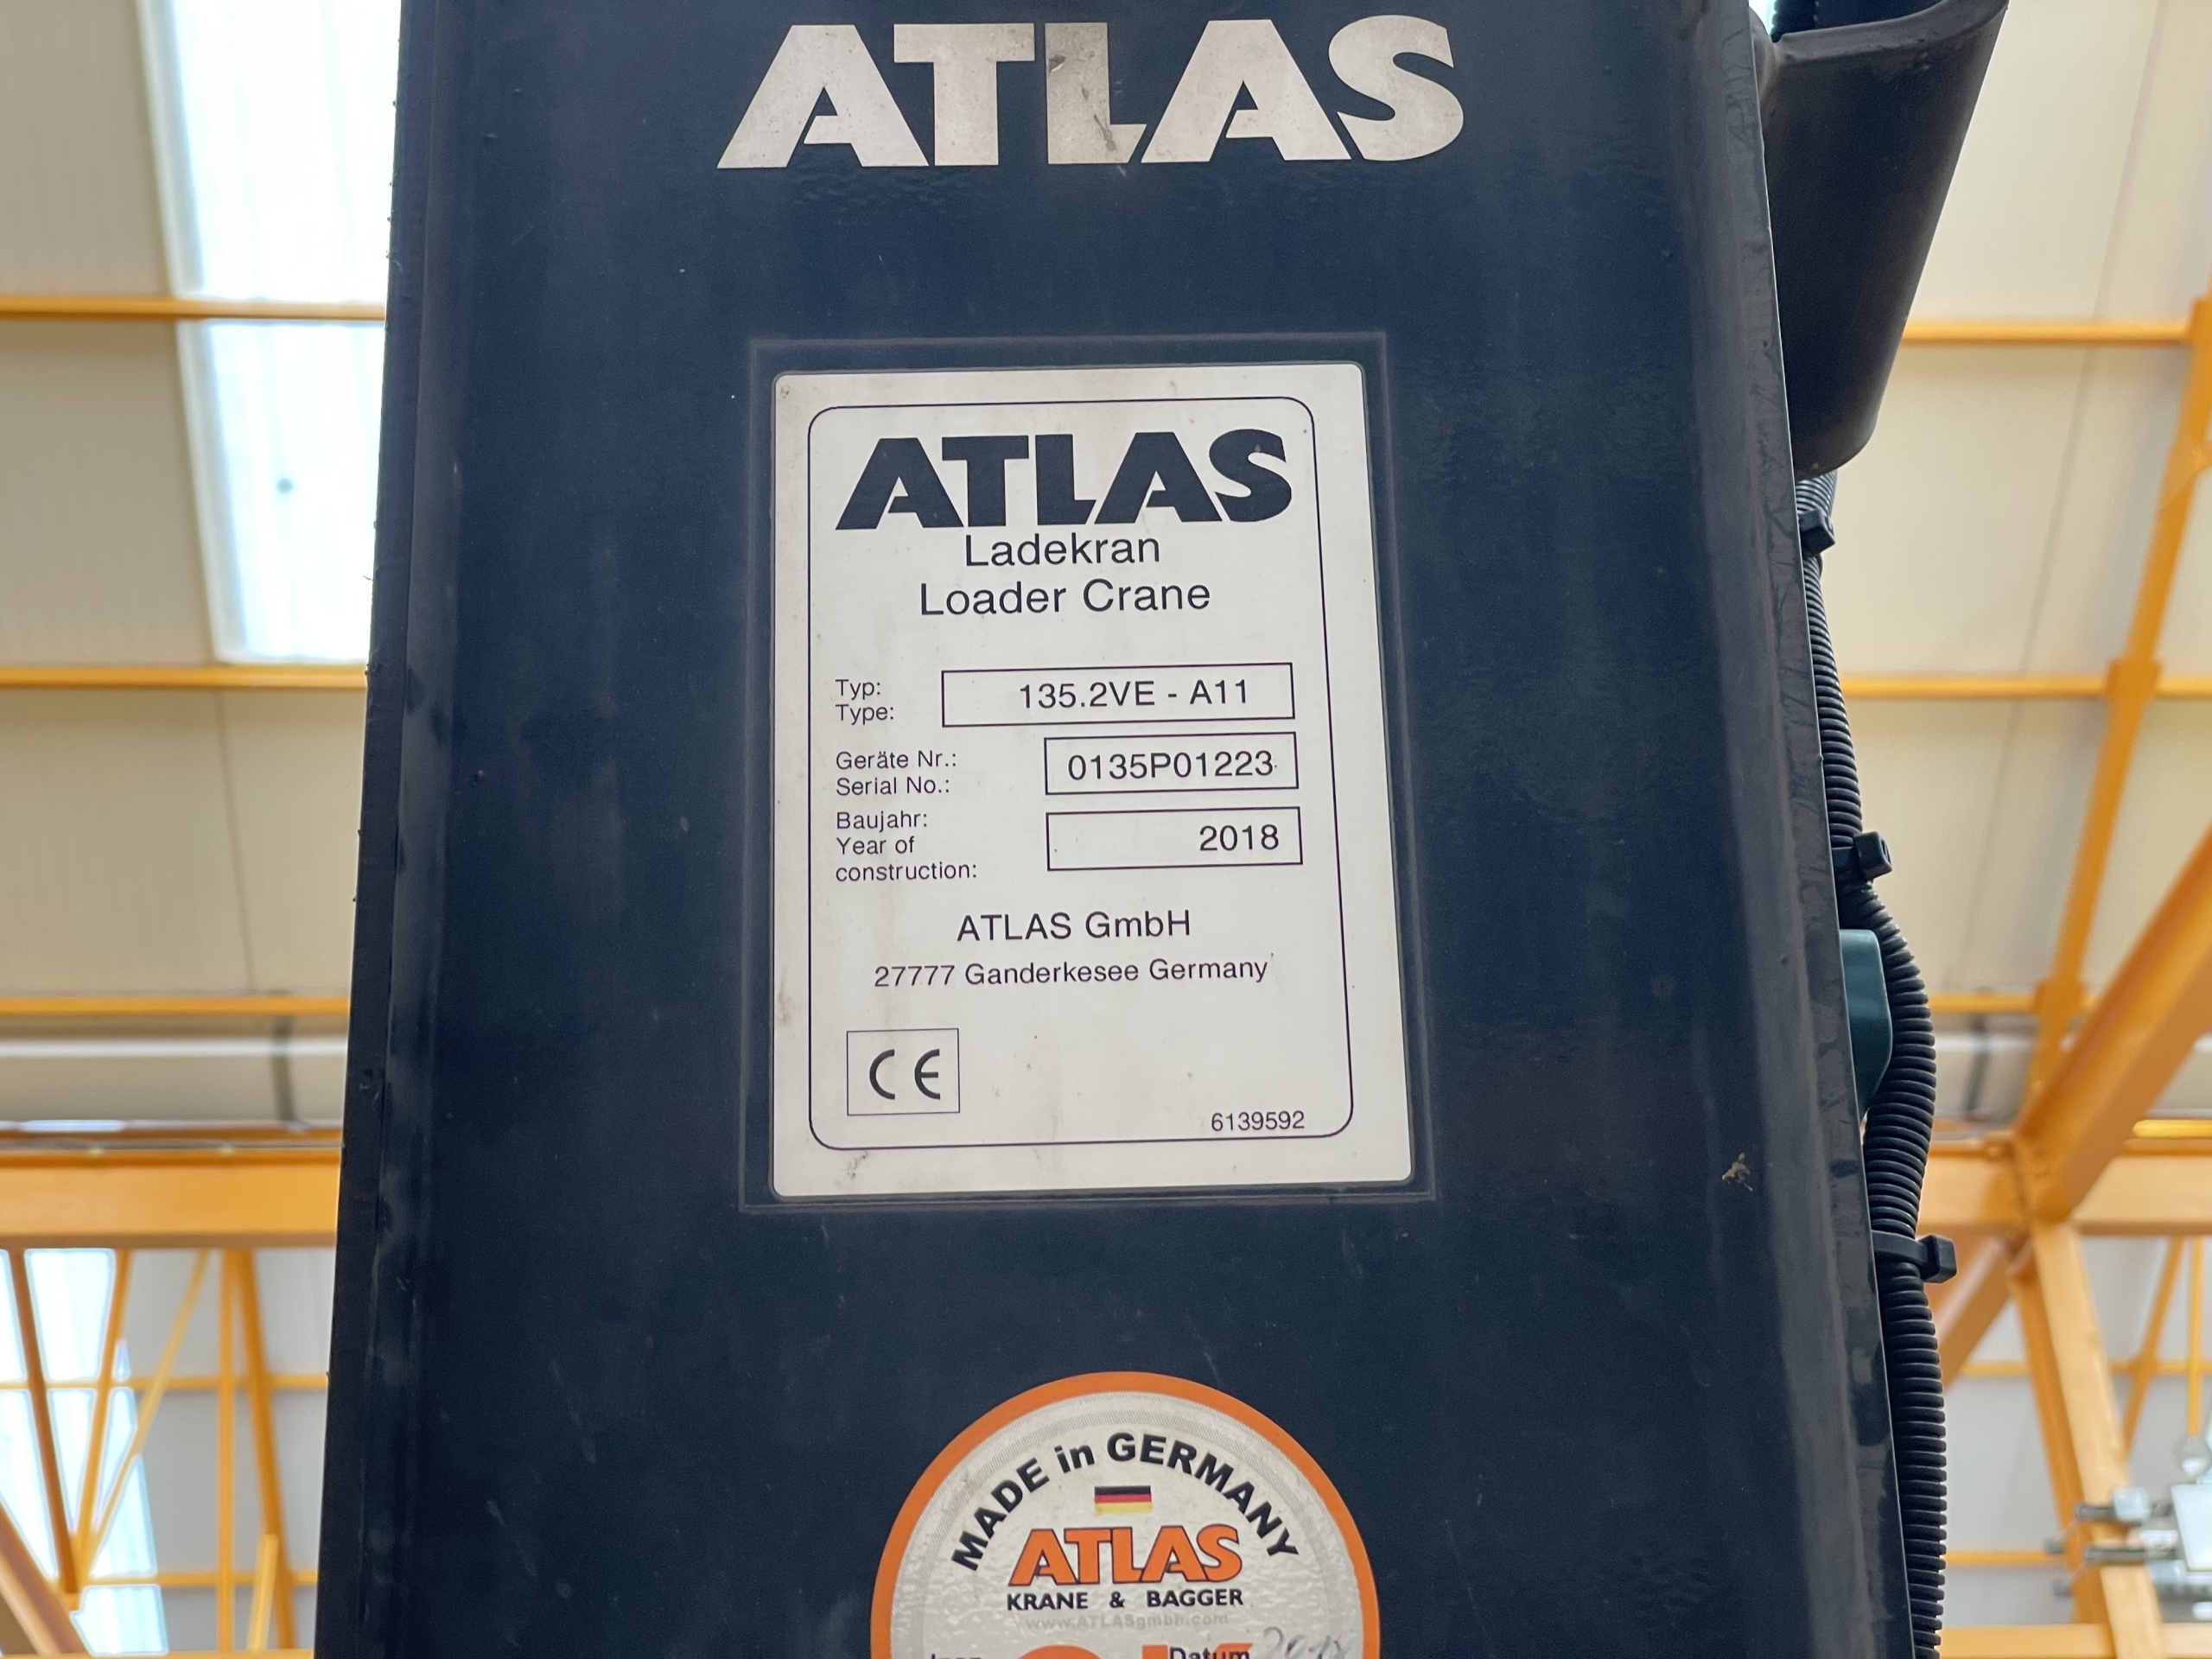 ATLAS
ATLAS
Ladekran
Loader Crane
Typ:
Type:
135.2VE - A11
Geräte Nr.:
Serial No.:
0135P01223
Baujahr:
Year of
construction:
2018
ATLAS GmbH
27777 Ganderkesee Germany
CE
6139592
MADE in GERMANY
ATLAS
KRANE & BAGGER
www.ATLASgmbh.com
Datum